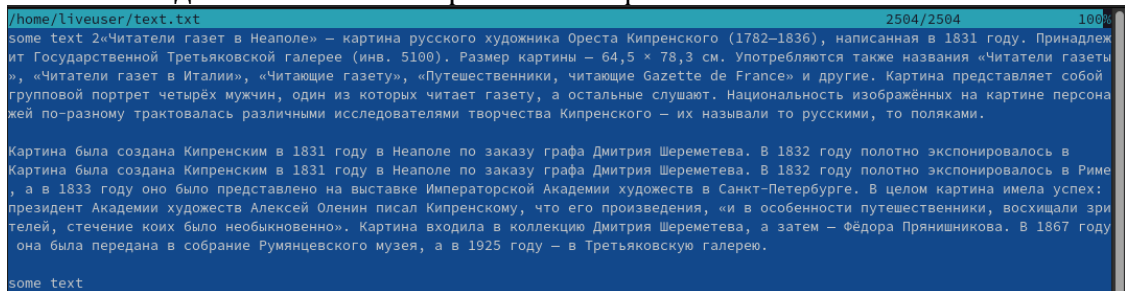 /home/liveuser/text.txt 2504/2504 100%
some text 2«Читатели газет в Неаполе» — картина русского художника Ореста Кипренского (1782—1836), написанная в 1831 году. Принадлеж
ит Государственной Третьяковской галерее (инв. 5100). Размер картины — 64,5 × 78,3 см. Употребляются также названия «Читатели газеты
», «Читатели газет в Италии», «Читающие газету», «Путешественники, читающие Gazette de France» и другие. Картина представляет собой
групповой портрет четырёх мужчин, один из которых читает газету, а остальные слушают. Национальность изображённых на картине персона
жей по-разному трактовалась различными исследователями творчества Кипренского — их называли то русскими, то поляками.
Картина была создана Кипренским в 1831 году в Неаполе по заказу графа Дмитрия Шереметева. В 1832 году полотно экспонировалось в
Картина была создана Кипренским в 1831 году в Неаполе по заказу графа Дмитрия Шереметева. В 1832 году полотно экспонировалось в Риме
, а в 1833 году оно было представлено на выставке Императорской Академии художеств в Санкт-Петербурге. В целом картина имела успех:
президент Академии художеств Алексей Оленин писал Кипренскому, что его произведения, «и в особенности путешественники, восхищали зри
телей, стечение коих было необыкновенно». Картина входила в коллекцию Дмитрия Шереметева, а затем — Фёдора Прянишникова. В 1867 году
она была передана в собрание Румянцевского музея, а в 1925 году — в Третьяковскую галерею.
some text